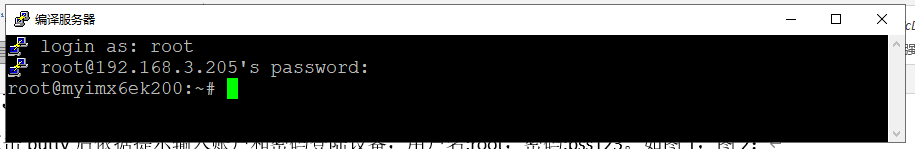 编译服务器
login as: root
root@192.168.3.205's password:
root@myimx6ek200:~#